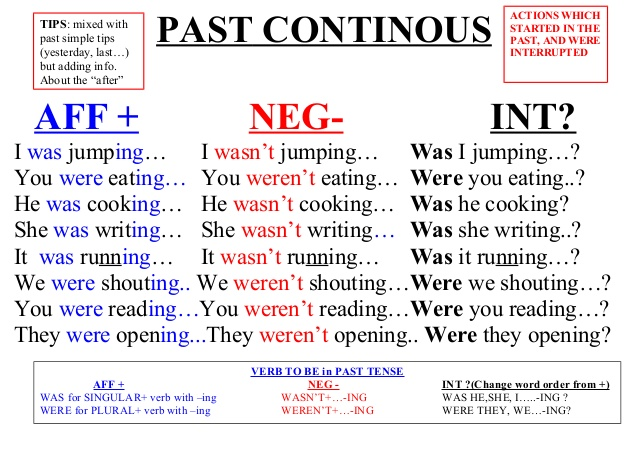 TIPS: mixed with
past simple tips
(yesterday, last…)
but adding info.
About the “after”
PAST CONTINOUS
ACTIONS WHICH
STARTED IN THE
PAST, AND WERE
INTERRUPTED
AFF + NEG- INT?
I was jumping… I wasn’t jumping… Was I jumping…?
You were eating… You weren’t eating… Were you eating..?
He was cooking… He wasn’t cooking… Was he cooking?
She was writing… She wasn’t writing… Was she writing..?
It was running… It wasn’t running… Was it running…?
We were shouting.. We weren’t shouting… Were we shouting…?
You were reading… You weren’t reading… Were you reading…?
They were opening... They weren’t opening.. Were they opening?
VERB TO BE in PAST TENSE
AFF + NEG - INT ?(Change word order from +)
WAS for SINGULAR+ verb with –ing WASN’T+…-ING WAS HE,SHE, I…..-ING ?
WERE for PLURAL+ verb with –ing WEREN’T+…-ING WERE THEY, WE…-ING ?